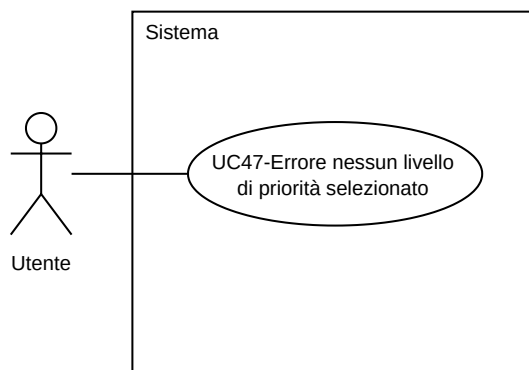 Sistema
UC47-Errore nessun livello
di priorità selezionato
Utente